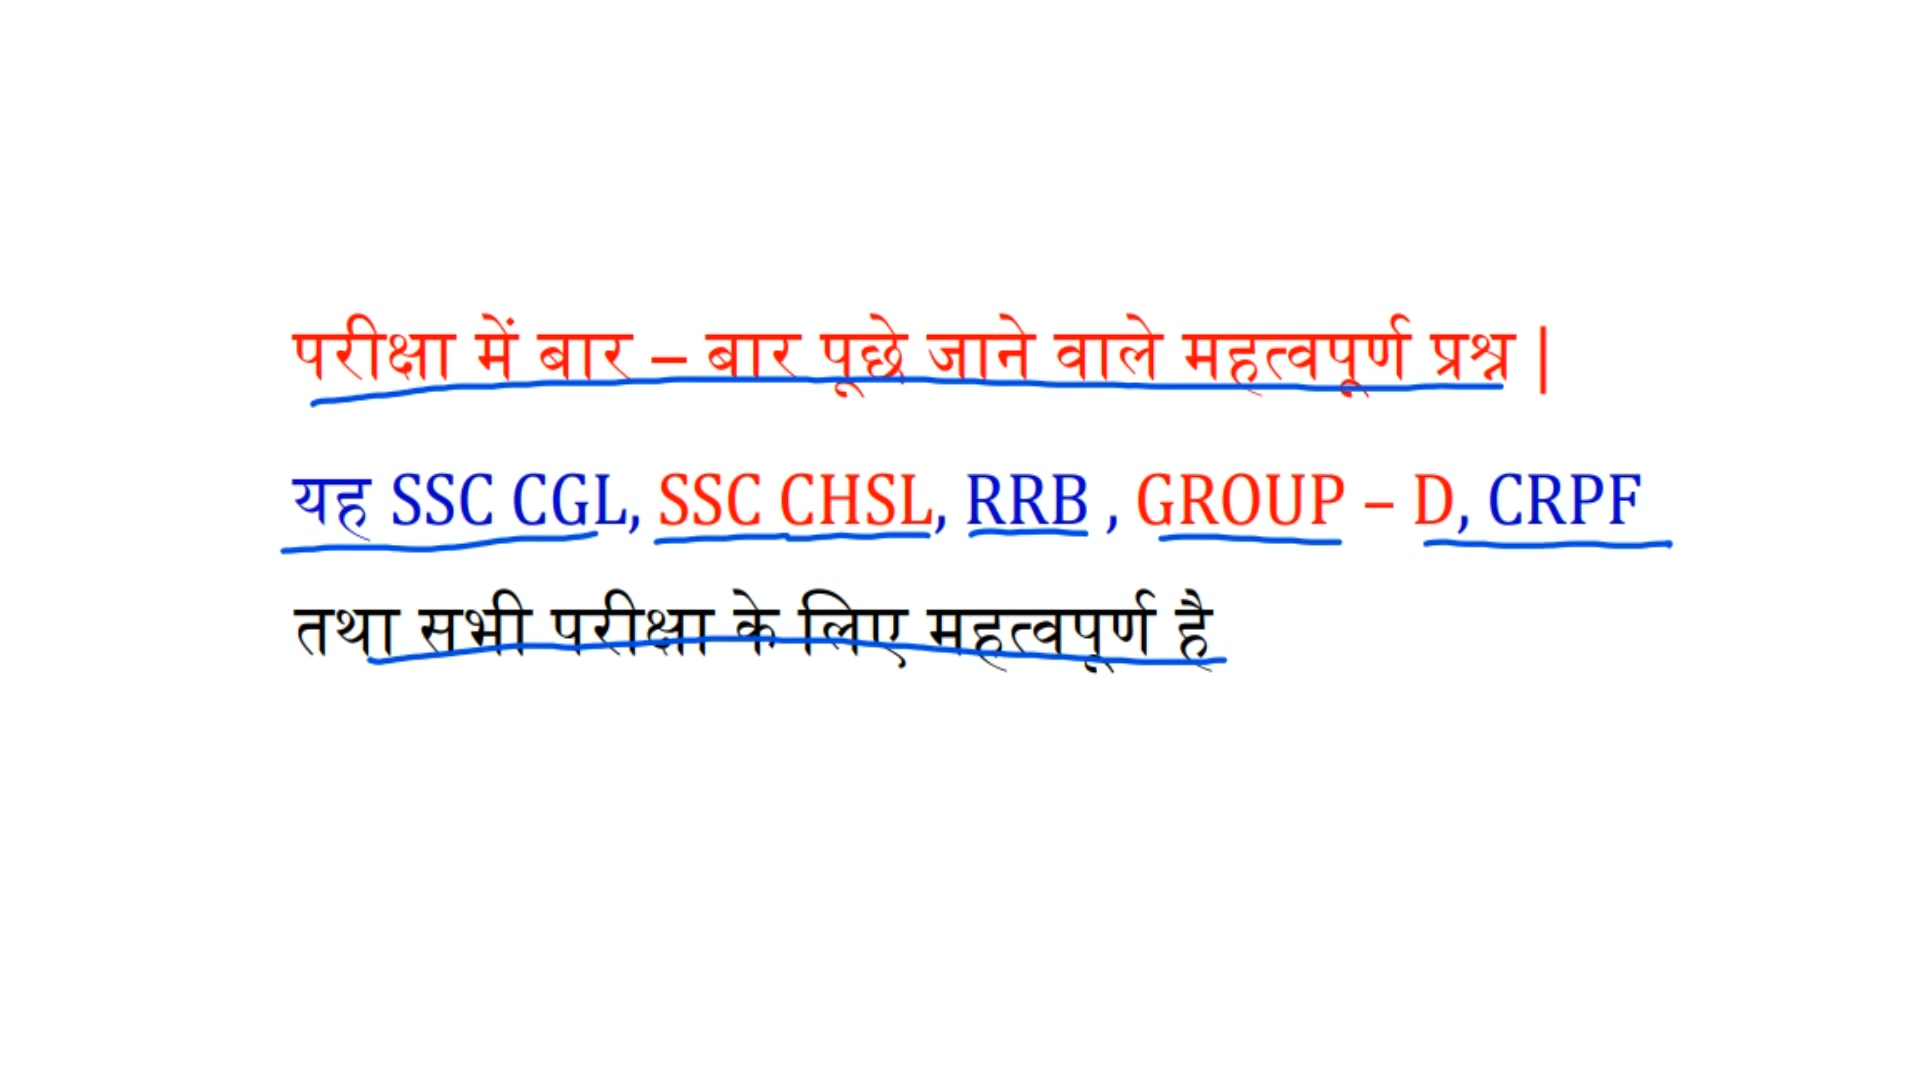 परीक्षा में बार – बार पूछे जाने वाले महत्वपूर्ण प्रश्न |
यह SSC CGL, SSC CHSL, RRB , GROUP – D, CRPF
तथा सभी परीक्षा के लिए महत्वपूर्ण है